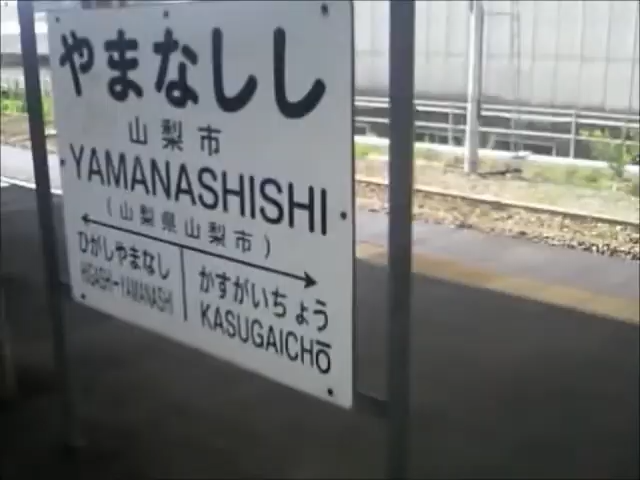 やまなしし
山梨市
YAMANASHISHI
(山梨県山梨市)
ひがしやまなし
HIGASHI-YAMANASHI
かすがいちょう
KASUGAICHŌ